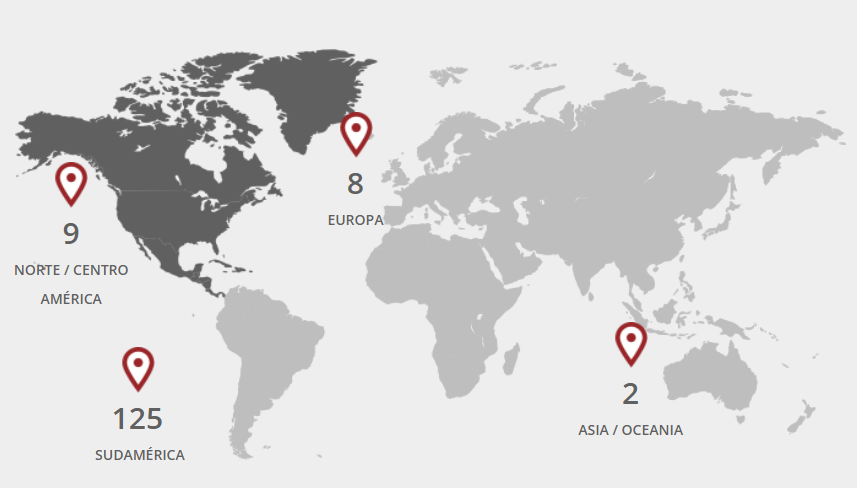 8
EUROPA
9
NORTE / CENTRO
AMÉRICA
125
SUDAMÉRICA
2
ASIA / OCEANIA